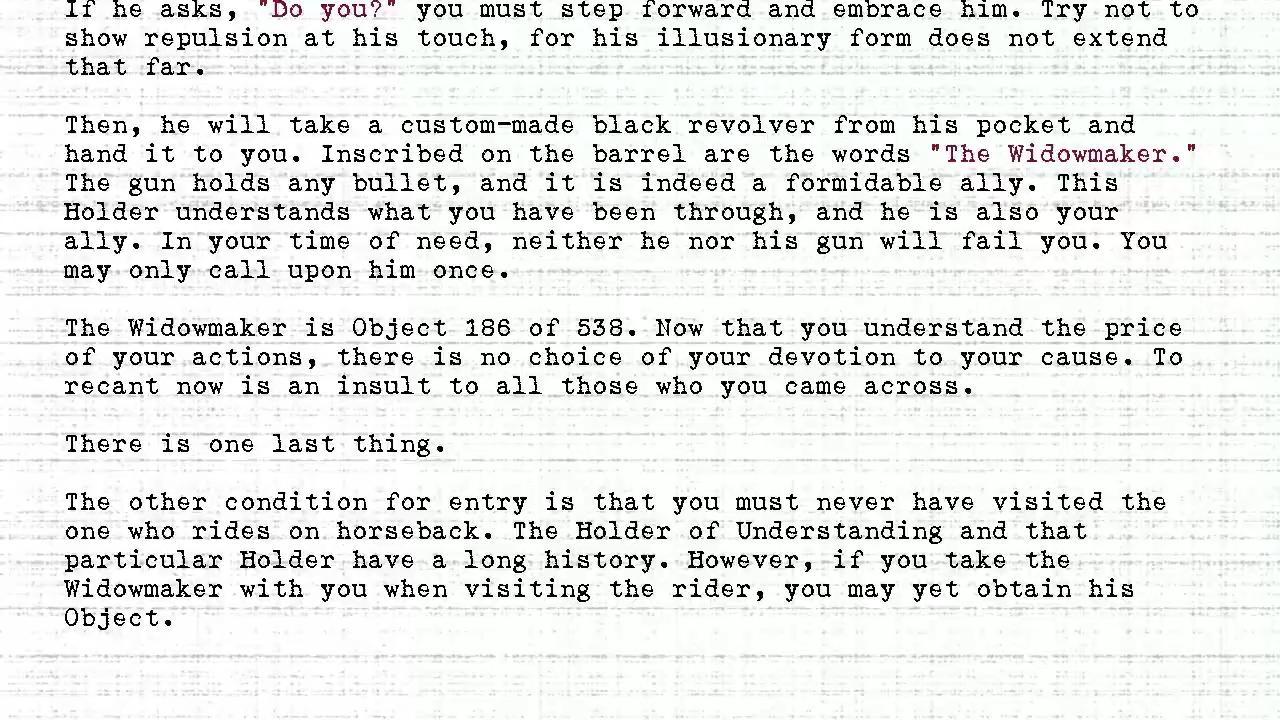 If he asks, "Do you?" you must step forward and embrace him. Try not to
show repulsion at his touch, for his illusionary form does not extend
that far.
Then, he will take a custom-made black revolver from his pocket and
hand it to you. Inscribed on the barrel are the words "The Widowmaker."
The gun holds any bullet, and it is indeed a formidable ally. This
Holder understands what you have been through, and he is also your
ally. In your time of need, neither he nor his gun will fail you. You
may only call upon him once.
The Widowmaker is Object 186 of 538. Now that you understand the price
of your actions, there is no choice of your devotion to your cause. To
recant now is an insult to all those who you came across.
There is one last thing.
The other condition for entry is that you must never have visited the
one who rides on horseback. The Holder of Understanding and that
particular Holder have a long history. However, if you take the
Widowmaker with you when visiting the rider, you may yet obtain his
Object.